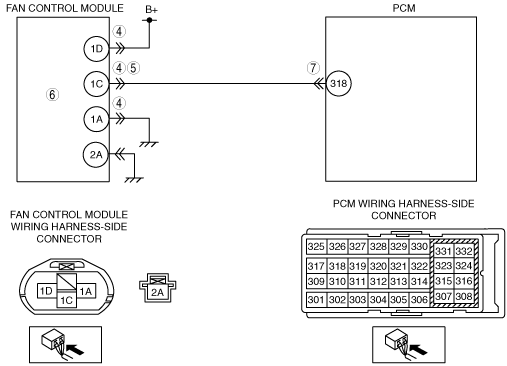 FAN CONTROL MODULE
B+
PCM
④
1D
④ ⑤
⑦
1C
318
⑥
④
1A
2A
FAN CONTROL MODULE
WIRING HARNESS-SIDE
CONNECTOR
PCM WIRING HARNESS-SIDE
CONNECTOR
1D
1A
1C
2A
325 326 327 328 329 330 331 332
317 318 319 320 321 322 323 324
309 310 311 312 313 314 315 316
301 302 303 304 305 306 307 308